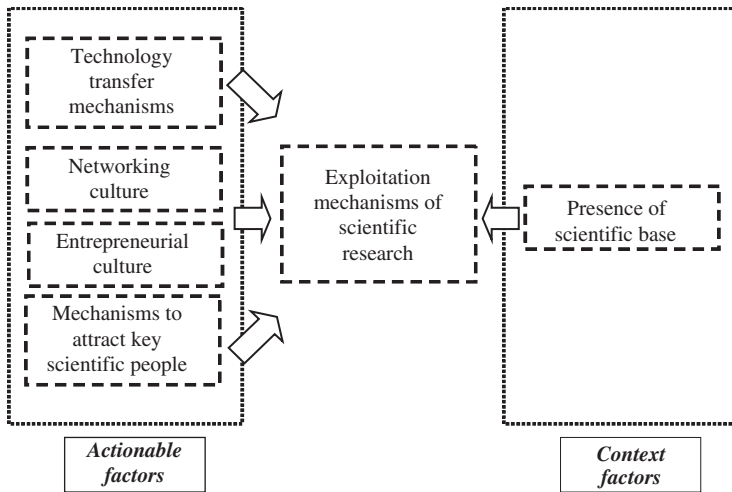 Technology
transfer
mechanisms
Networking
culture
Entrepreneurial
culture
Mechanisms to
attract key
scientific people
Exploitation
mechanisms of
scientific
research
Presence of
scientific base
Actionable
factors
Context
factors